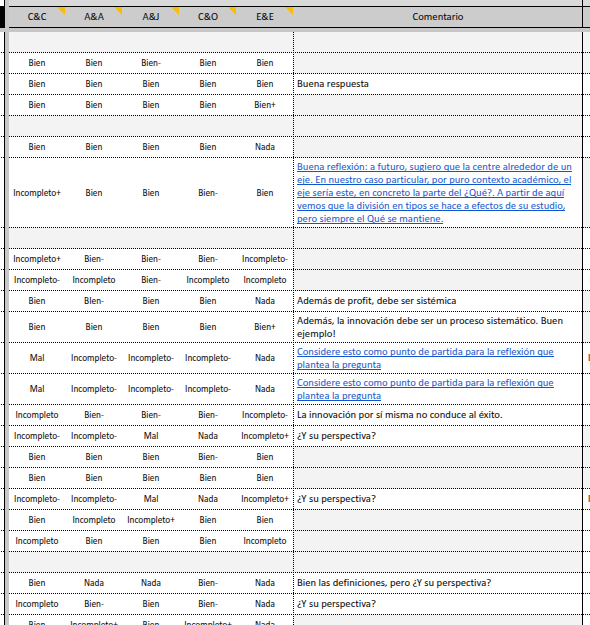 C&C A&A A&J C&O E&E Comentario
Bien Bien Bien- Bien Bien
Bien Bien Bien Bien Bien Buena respuesta
Bien Bien Bien Bien Bien+
Bien Bien Bien Bien Nada
Incompleto+ Bien Bien Bien- Bien
Buena reflexión: a futuro, sugiero que la centre alrededor de un
eje. En nuestro caso particular, por puro contexto académico, el
eje sería este, en concreto la parte del ¿Qué?. A partir de aquí
vemos que la división en tipos se hace a efectos de su estudio,
pero siempre el Qué se mantiene.
Incompleto+ Bien- Bien- Bien- Incompleto-
Incompleto- Incompleto Bien- Incompleto Incompleto
Bien BIen- Bien Bien Nada Además de profit, debe ser sistémica
Bien Bien Bien Bien Bien+
Además, la innovación debe ser un proceso sistemático. Buen
ejemplo!
Mal Incompleto- Incompleto- Incompleto- Nada
Considere esto como punto de partida para la reflexión que
plantea la pregunta
Mal Incompleto- Incompleto- Incompleto- Nada
Considere esto como punto de partida para la reflexión que
plantea la pregunta
Incompleto Bien- Bien- Bien- Incompleto- La innovación por sí misma no conduce al éxito.
Incompleto- Incompleto- Mal Nada Incompleto+ ¿Y su perspectiva?
Bien Bien Bien Bien- Bien
Bien Bien Bien Bien Bien
Incompleto- Incompleto- Mal Nada Incompleto+ ¿Y su perspectiva?
Bien Incompleto Incompleto+ Bien Bien
Incompleto Bien Bien Bien Incompleto
Bien Nada Nada Bien- Nada Bien las definiciones, pero ¿Y su perspectiva?
Incompleto Bien- Bien Bien- Nada ¿Y su perspectiva?
Bien Incompleto+ Bien Incompleto+ Nada